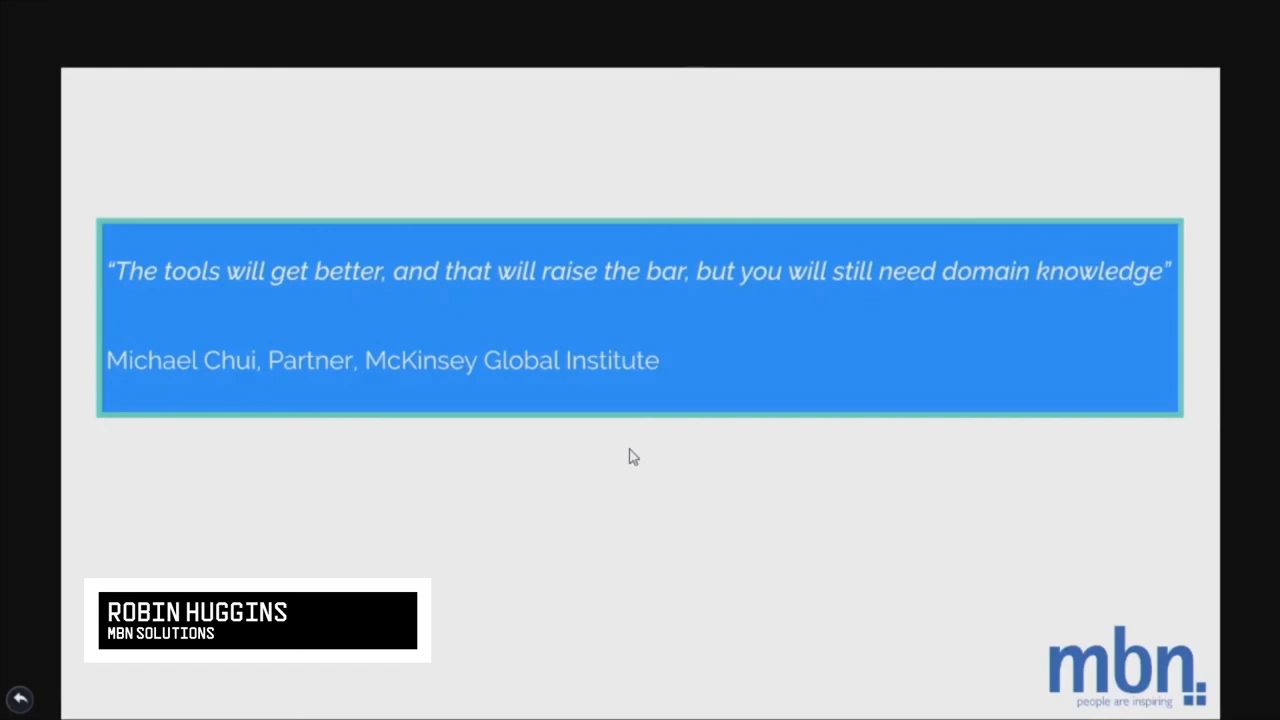 “The tools will get better, and that will raise the bar, but you will still need domain knowledge”
Michael Chui, Partner, McKinsey Global Institute
ROBIN HUGGINS
MBN SOLUTIONS
mbn
people are inspiring